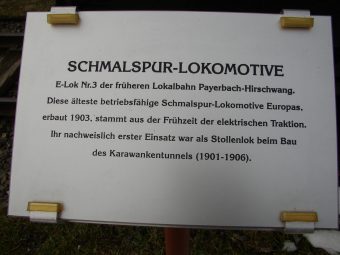 SCHMALSPUR-LOKOMOTIVE
E-Lok Nr.3 der früheren Lokalbahn Payerbach-Hirschwang.
Diese älteste betriebsfähige Schmalspur-Lokomotive Europas,
erbaut 1903, stammt aus der Frühzeit der elektrischen Traktion.
Ihr nachweislich erster Einsatz war als Stollenlok beim Bau
des Karawankentunnels (1901-1906).